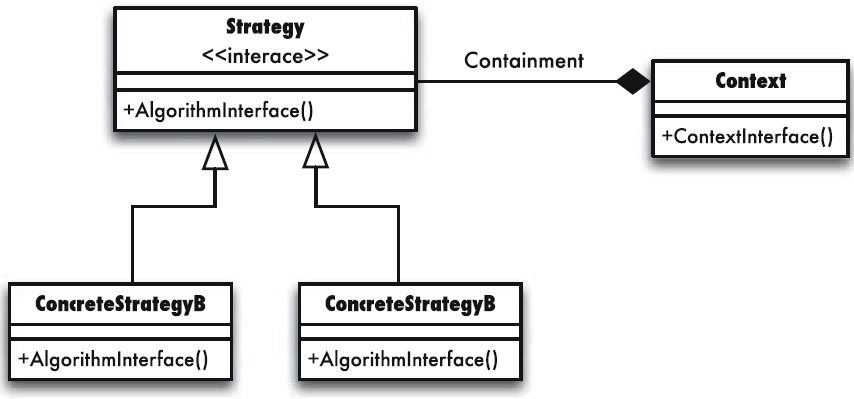 Strategy
<<interace>>
+AlgorithmInterface()
Containment
Context
+ContextInterface()
ConcreteStrategyB
+AlgorithmInterface()
ConcreteStrategyB
+AlgorithmInterface()